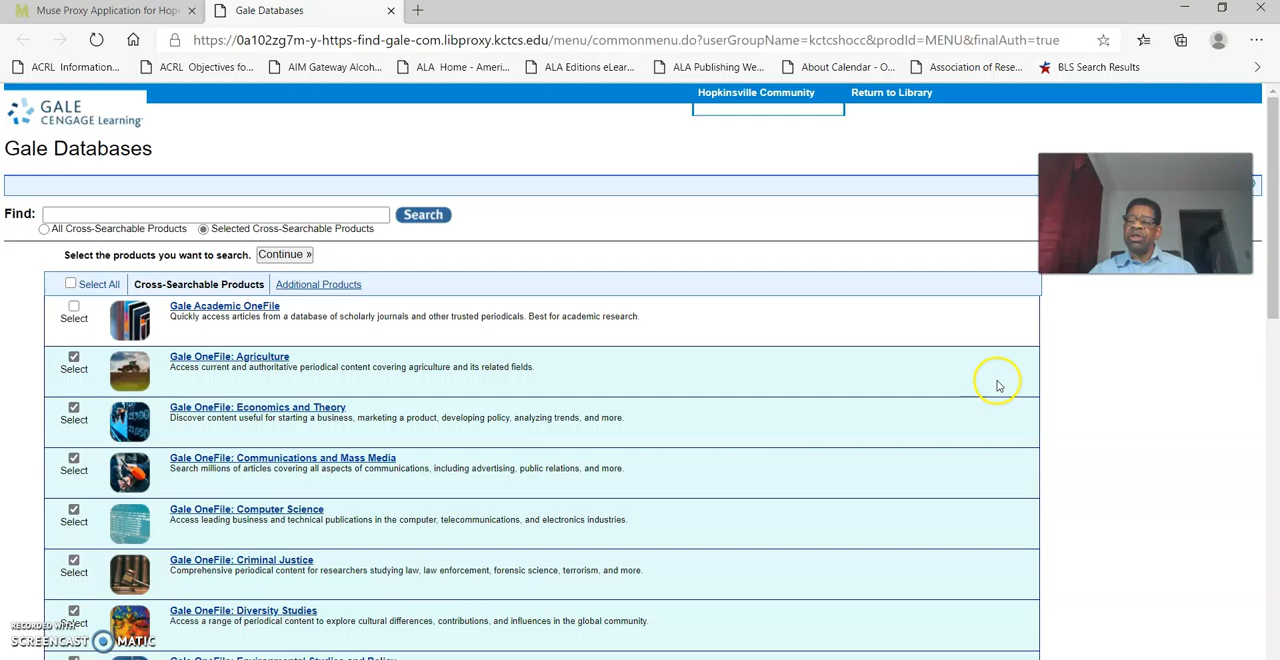 Muse Proxy Application for Hop
Gale Databases
https://0a102zg7m-y-https-find-gale-com.libproxy.kctcs.edu/menu/commonmenu.do?userGroupName=kctcshocc&prodId=MENU&finalAuth=true
ACRL Information...
ACRL Objectives fo...
AIM Gateway Alcoh...
ALA Home - Ameri...
ALA Editions eLear...
ALA Publishing We...
About Calendar - O...
Association of Rese...
BLS Search Results
GALE
CENGAGE Learning
Hopkinsville Community
Return to Library
Gale Databases
Find:
Search
All Cross-Searchable Products
Selected Cross-Searchable Products
Select the products you want to search.
Continue »
Select All
Cross-Searchable Products
Additional Products
Select
Gale Academic OneFile
Quickly access articles from a database of scholarly journals and other trusted periodicals. Best for academic research.
Select
Gale OneFile: Agriculture
Access current and authoritative periodical content covering agriculture and its related fields.
Select
Gale OneFile: Economics and Theory
Discover content useful for starting a business, marketing a product, developing policy, analyzing trends, and more.
Select
Gale OneFile: Communications and Mass Media
Search millions of articles covering all aspects of communications, including advertising, public relations, and more.
Select
Gale OneFile: Computer Science
Access leading business and technical publications in the computer, telecommunications, and electronics industries.
Select
Gale OneFile: Criminal Justice
Comprehensive periodical content for researchers studying law, law enforcement, forensic science, terrorism, and more.
Select
Gale OneFile: Diversity Studies
Access a range of periodical content to explore cultural differences, contributions, and influences in the global community.
Gale OneFile: Environmental Studies and Policy
RECORDED WITH
SCREENCAST MATIC